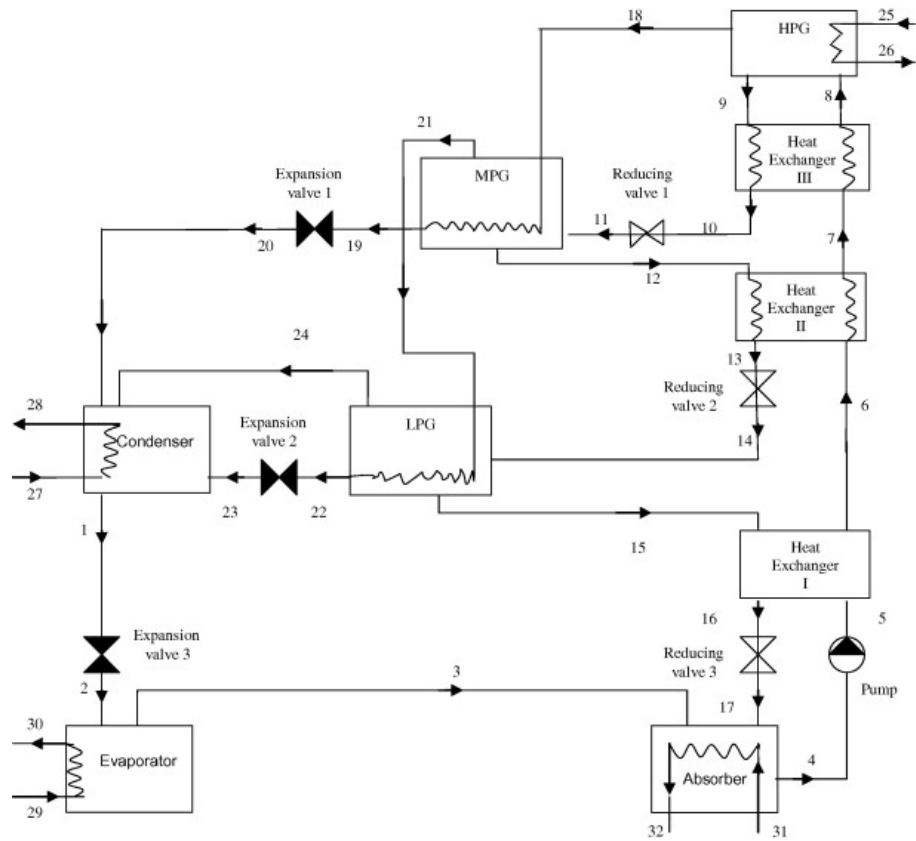 18
HPG
25
26
9
8
21
Heat
Exchanger
III
Expansion
valve 1
MPG
Reducing
valve 1
11
10
7
20
19
12
Heat
Exchanger
II
24
13
28
Condenser
Expansion
valve 2
LPG
Reducing
valve 2
6
14
27
23
22
1
15
Heat
Exchanger
I
16
5
Expansion
valve 3
Reducing
valve 3
2
3
Pump
17
30
Evaporator
Absorber
4
29
32
31